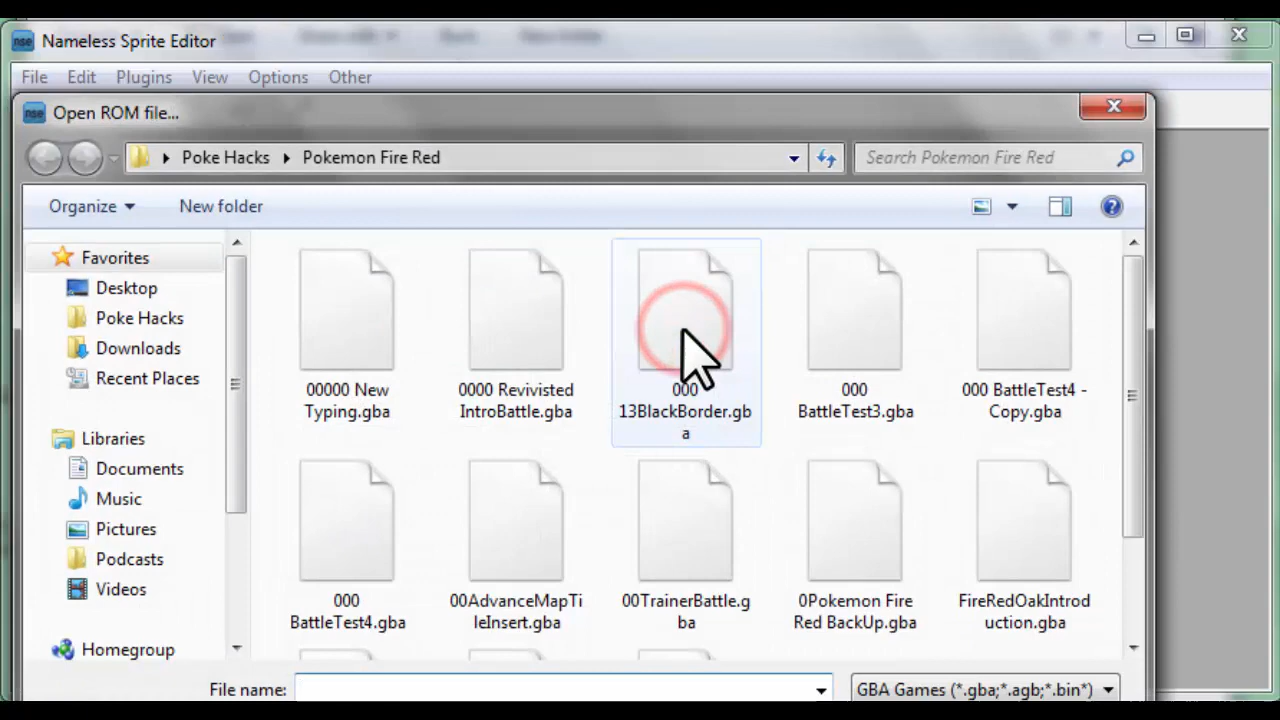 nse Nameless Sprite Editor
File Edit Plugins View Options Other
nse Open ROM file...
Poke Hacks Pokemon Fire Red Search Pokemon Fire Red
Organize New folder
Favorites
Desktop
Poke Hacks
Downloads
Recent Places
Libraries
Documents
Music
Pictures
Podcasts
Videos
Homegroup
00000 New
Typing.gba
0000 Revivisted
IntroBattle.gba
000
13BlackBorder.gb
a
000
BattleTest3.gba
000 BattleTest4 -
Copy.gba
000
BattleTest4.gba
00AdvanceMapTi
leInsert.gba
00TrainerBattle.g
ba
0Pokemon Fire
Red BackUp.gba
FireRedOakIntrod
uction.gba
File name: GBA Games (*.gba;*.agb;*.bin*)